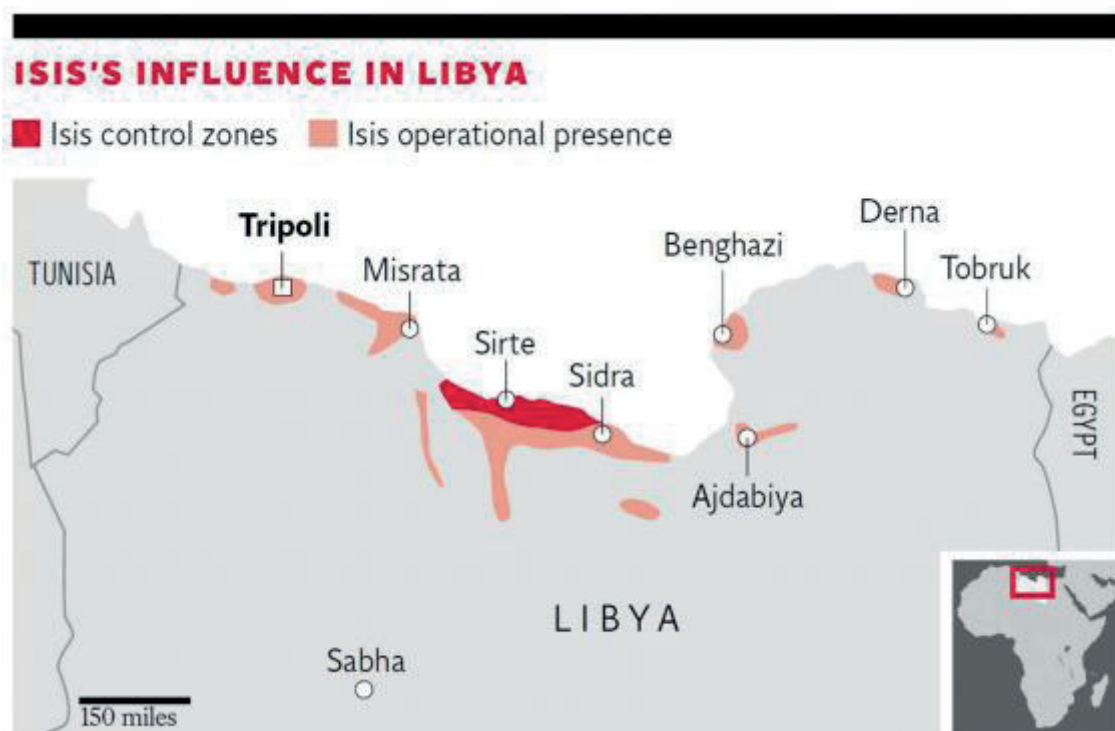 ISIS'S INFLUENCE IN LIBYA
Isis control zones
Isis operational presence
Derna
Tripoli
Benghazi
TUNISIA
Misrata
Tobruk
Sirte
Sidra
EGYPT
Ajdabiya
LIBYA
Sabha
150 miles